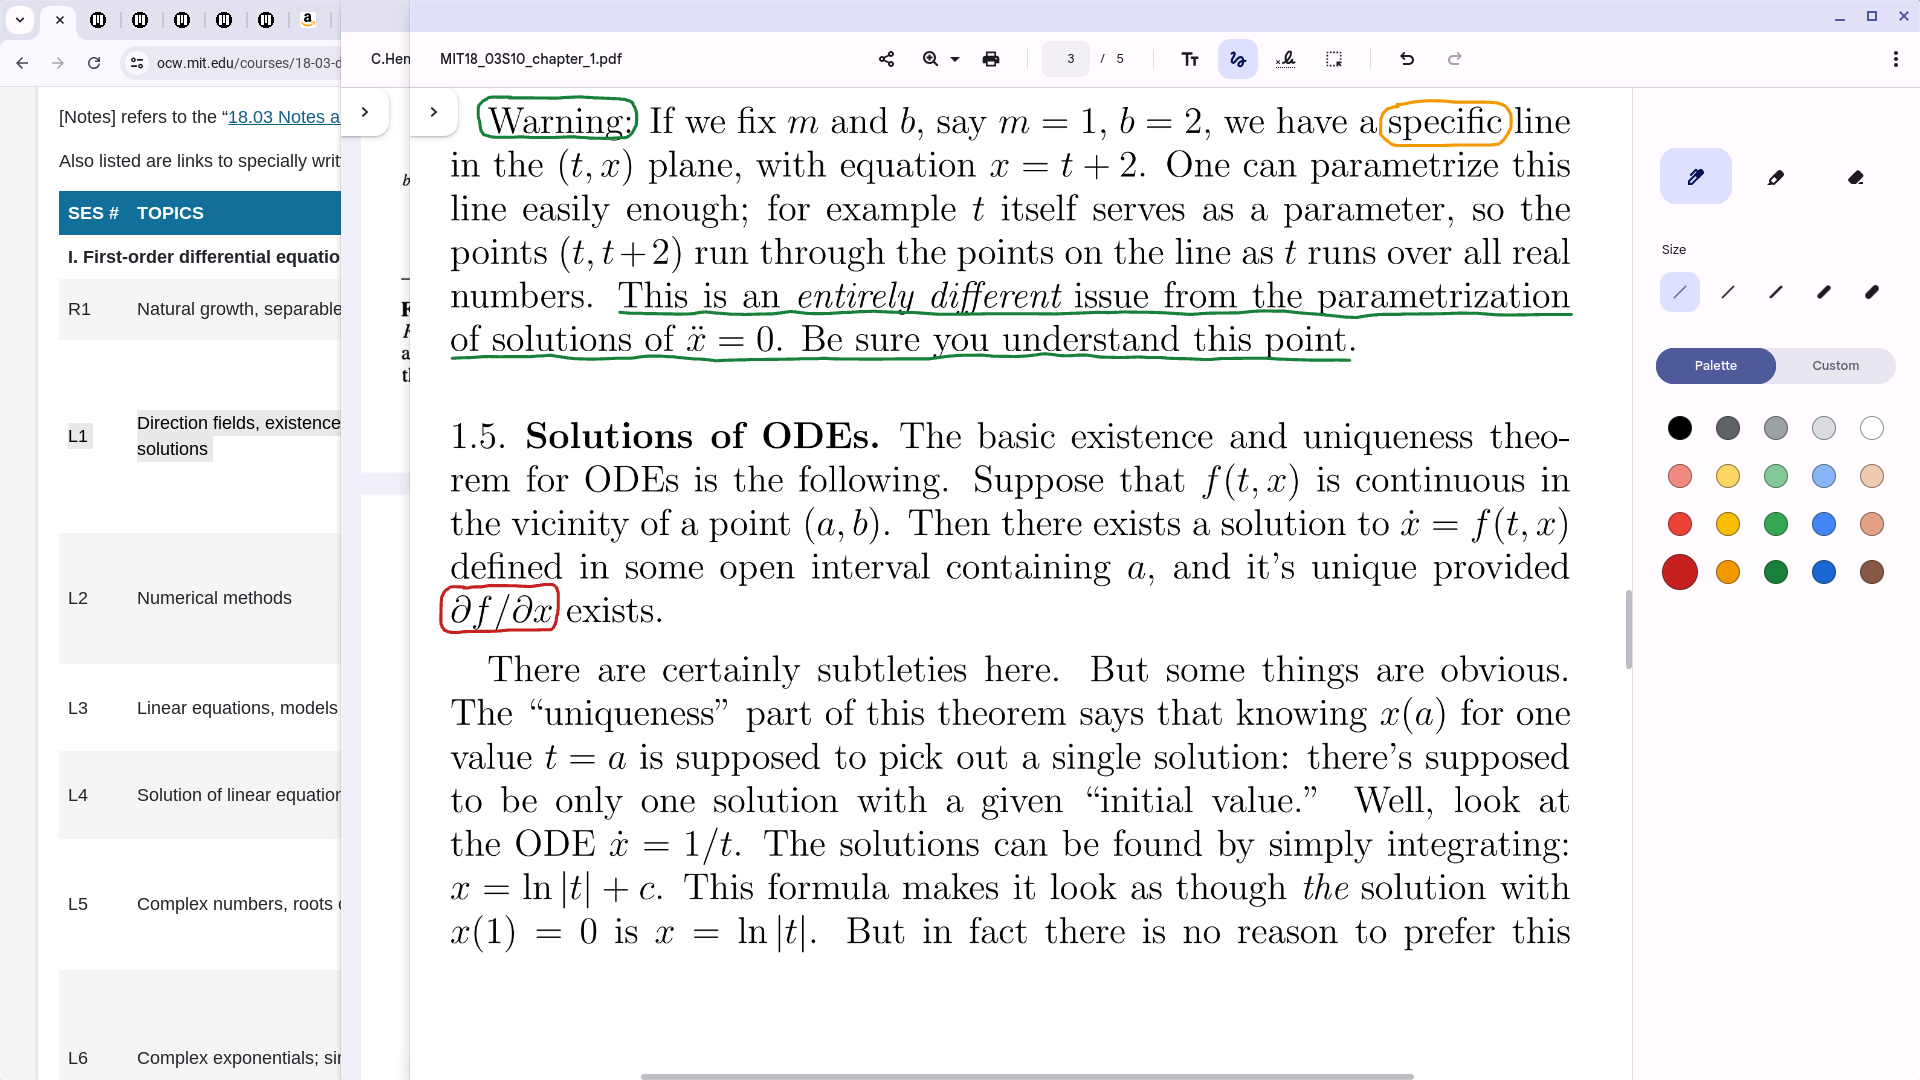 ocw.mit.edu/courses/18-03-d
C.Hen
MIT18_03S10_chapter_1.pdf
3 / 5
[Notes] refers to the “18.03 Notes a
Also listed are links to specially writ
SES # TOPICS
I. First-order differential equatio
R1 Natural growth, separable
L1 Direction fields, existence
solutions
L2 Numerical methods
L3 Linear equations, models
L4 Solution of linear equation
L5 Complex numbers, roots o
L6 Complex exponentials; sin
Warning: If we fix m and b, say m = 1, b = 2, we have a specific line
in the (t, x) plane, with equation x = t + 2. One can parametrize this
line easily enough; for example t itself serves as a parameter, so the
points (t, t + 2) run through the points on the line as t runs over all real
numbers. This is an entirely different issue from the parametrization
of solutions of ẍ = 0. Be sure you understand this point.
1.5. Solutions of ODEs. The basic existence and uniqueness theo-
rem for ODEs is the following. Suppose that f(t, x) is continuous in
the vicinity of a point (a, b). Then there exists a solution to ẋ = f(t, x)
defined in some open interval containing a, and it’s unique provided
∂f/∂x exists.
There are certainly subtleties here. But some things are obvious.
The “uniqueness” part of this theorem says that knowing x(a) for one
value t = a is supposed to pick out a single solution: there’s supposed
to be only one solution with a given “initial value.” Well, look at
the ODE ẋ = 1/t. The solutions can be found by simply integrating:
x = ln |t| + c. This formula makes it look as though the solution with
x(1) = 0 is x = ln |t|. But in fact there is no reason to prefer this
Size
Palette Custom